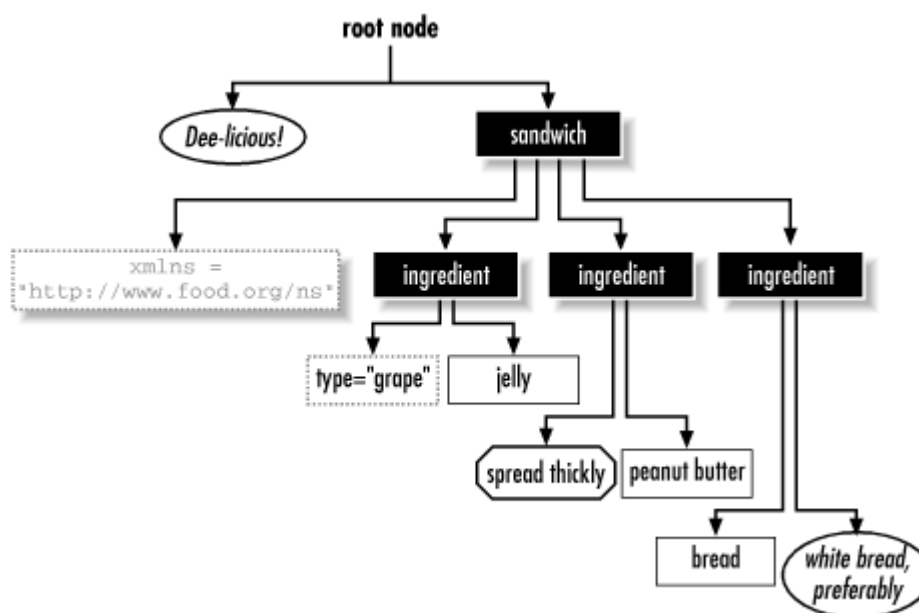 root node
Dee-licious!
sandwich
xmlns =
"http://www.food.org/ns"
ingredient
ingredient
ingredient
type="grape"
jelly
spread thickly
peanut butter
bread
white bread,
preferably